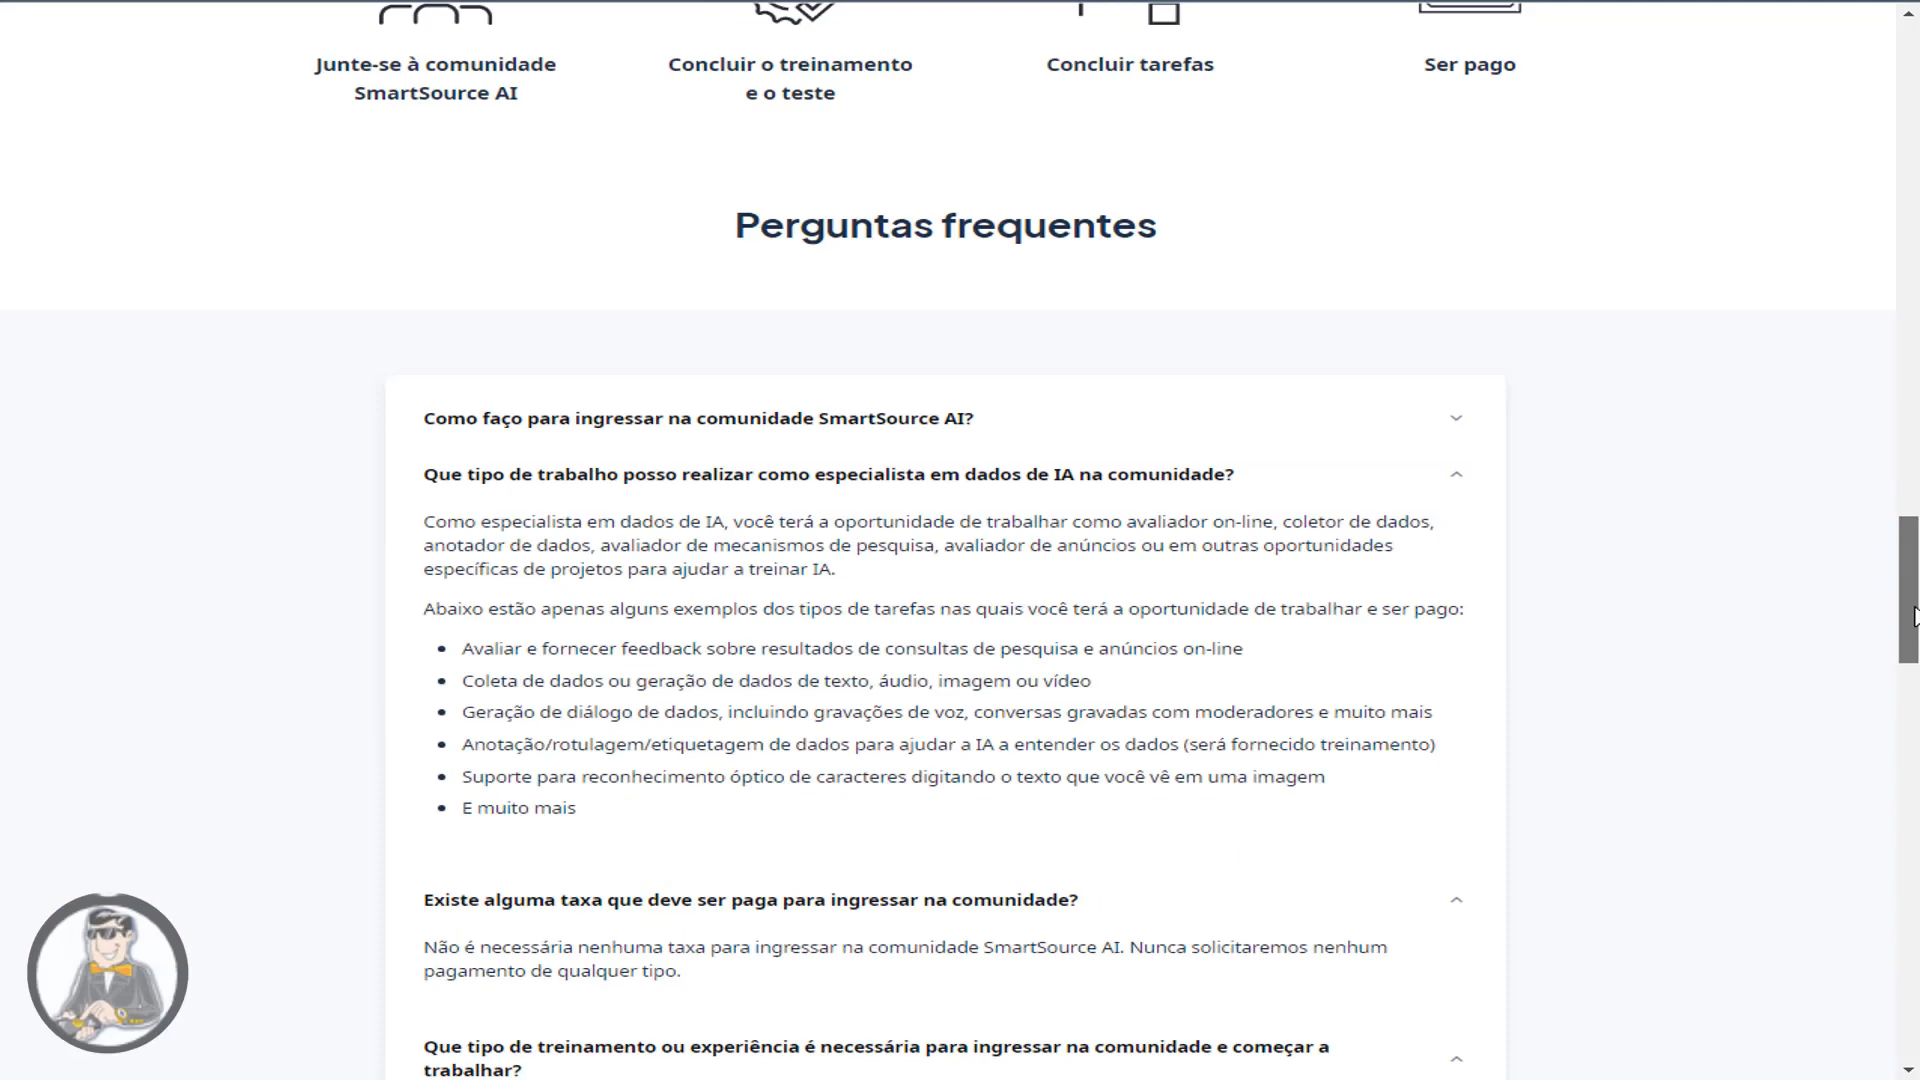 Junte-se à comunidade
SmartSource AI
Concluir o treinamento
e o teste
Concluir tarefas
Ser pago
Perguntas frequentes
Como faço para ingressar na comunidade SmartSource AI?
Que tipo de trabalho posso realizar como especialista em dados de IA na comunidade?
Como especialista em dados de IA, você terá a oportunidade de trabalhar como avaliador on-line, coletor de dados,
anotador de dados, avaliador de mecanismos de pesquisa, avaliador de anúncios ou em outras oportunidades
específicas de projetos para ajudar a treinar IA.
Abaixo estão apenas alguns exemplos dos tipos de tarefas nas quais você terá a oportunidade de trabalhar e ser pago:
• Avaliar e fornecer feedback sobre resultados de consultas de pesquisa e anúncios on-line
• Coleta de dados ou geração de dados de texto, áudio, imagem ou vídeo
• Geração de diálogo de dados, incluindo gravações de voz, conversas gravadas com moderadores e muito mais
• Anotação/rotulagem/etiquetagem de dados para ajudar a IA a entender os dados (será fornecido treinamento)
• Suporte para reconhecimento óptico de caracteres digitando o texto que você vê em uma imagem
• E muito mais
Existe alguma taxa que deve ser paga para ingressar na comunidade?
Não é necessária nenhuma taxa para ingressar na comunidade SmartSource AI. Nunca solicitaremos nenhum
pagamento de qualquer tipo.
Que tipo de treinamento ou experiência é necessária para ingressar na comunidade e começar a
trabalhar?